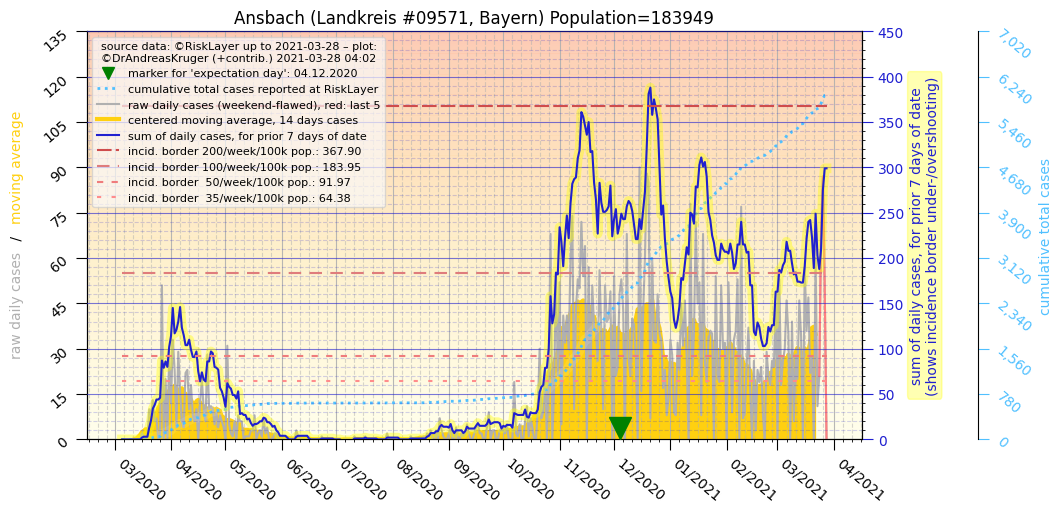 Ansbach (Landkreis #09571, Bayern) Population=183949
source data: ©RiskLayer up to 2021-03-28 – plot:
©DrAndreasKruger (+contrib.) 2021-03-28 04:02
marker for 'expectation day': 04.12.2020
cumulative total cases reported at RiskLayer
raw daily cases (weekend-flawed), red: last 5
centered moving average, 14 days cases
sum of daily cases, for prior 7 days of date
incid. border 200/week/100k pop.: 367.90
incid. border 100/week/100k pop.: 183.95
incid. border  50/week/100k pop.: 91.97
incid. border  35/week/100k pop.: 64.38
raw daily cases / moving average
135
120
105
90
75
60
45
30
15
0
450
400
350
300
250
200
150
100
50
0
sum of daily cases, for prior 7 days of date
(shows incidence border under-/overshooting)
7,020
6,240
5,460
4,680
3,900
3,120
2,340
1,560
780
0
cumulative total cases
03/2020
04/2020
05/2020
06/2020
07/2020
08/2020
09/2020
10/2020
11/2020
12/2020
01/2021
02/2021
03/2021
04/2021